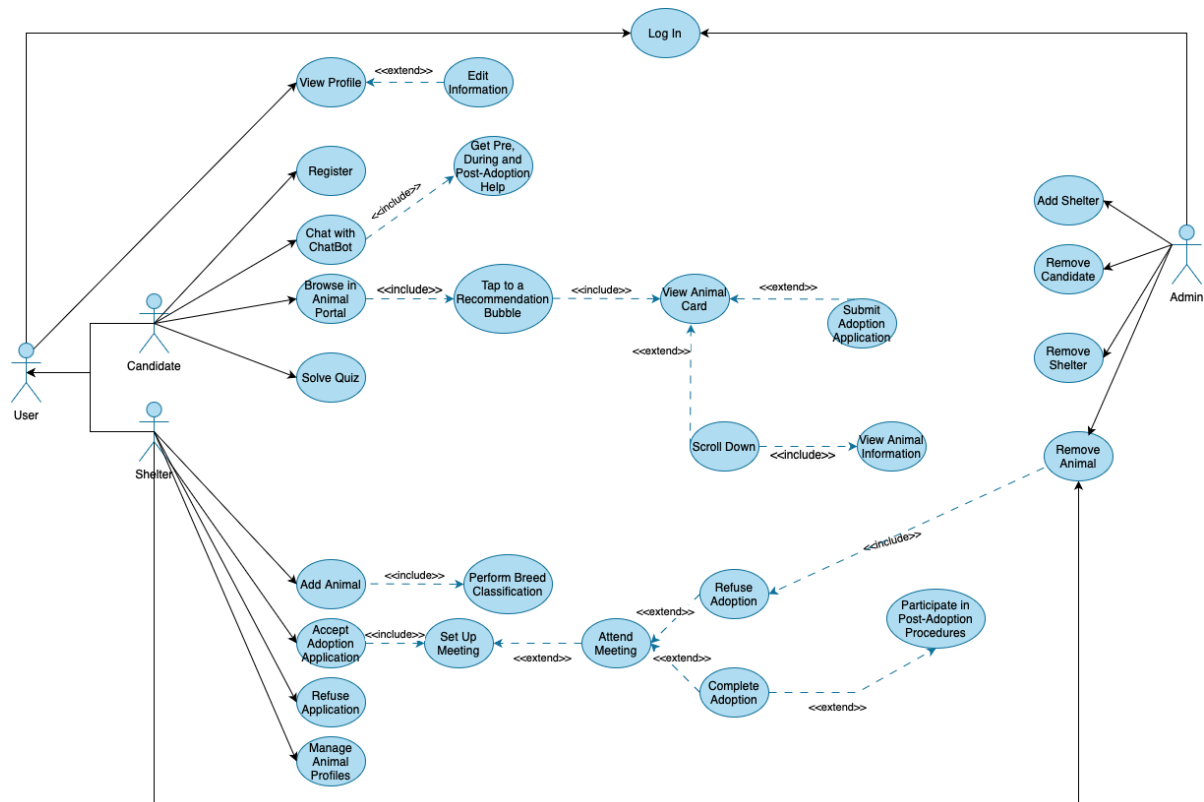 Log In
View Profile
<<extend>>
Edit
Information
Get Pre,
During and
Post-Adoption
Help
Register
<<include>>
Add Shelter
Chat with
ChatBot
Remove
Candidate
Admin
Browse in
Animal
Portal
<<include>>
Tap to a
Recommendation
Bubble
<<include>>
View Animal
Card
<<extend>>
Submit
Adoption
Application
Candidate
<<extend>>
Remove
Shelter
Solve Quiz
User
Scroll Down
<<include>>
View Animal
Information
Remove
Animal
Shelter
<<include>>
Add Animal
<<include>>
Perform Breed
Classification
Refuse
Adoption
Participate in
Post-Adoption
Procedures
Accept
Adoption
Application
<<include>>
Set Up
Meeting
<<extend>>
Attend
Meeting
<<extend>>
<<extend>>
Complete
Adoption
<<extend>>
Refuse
Application
Manage
Animal
Profiles